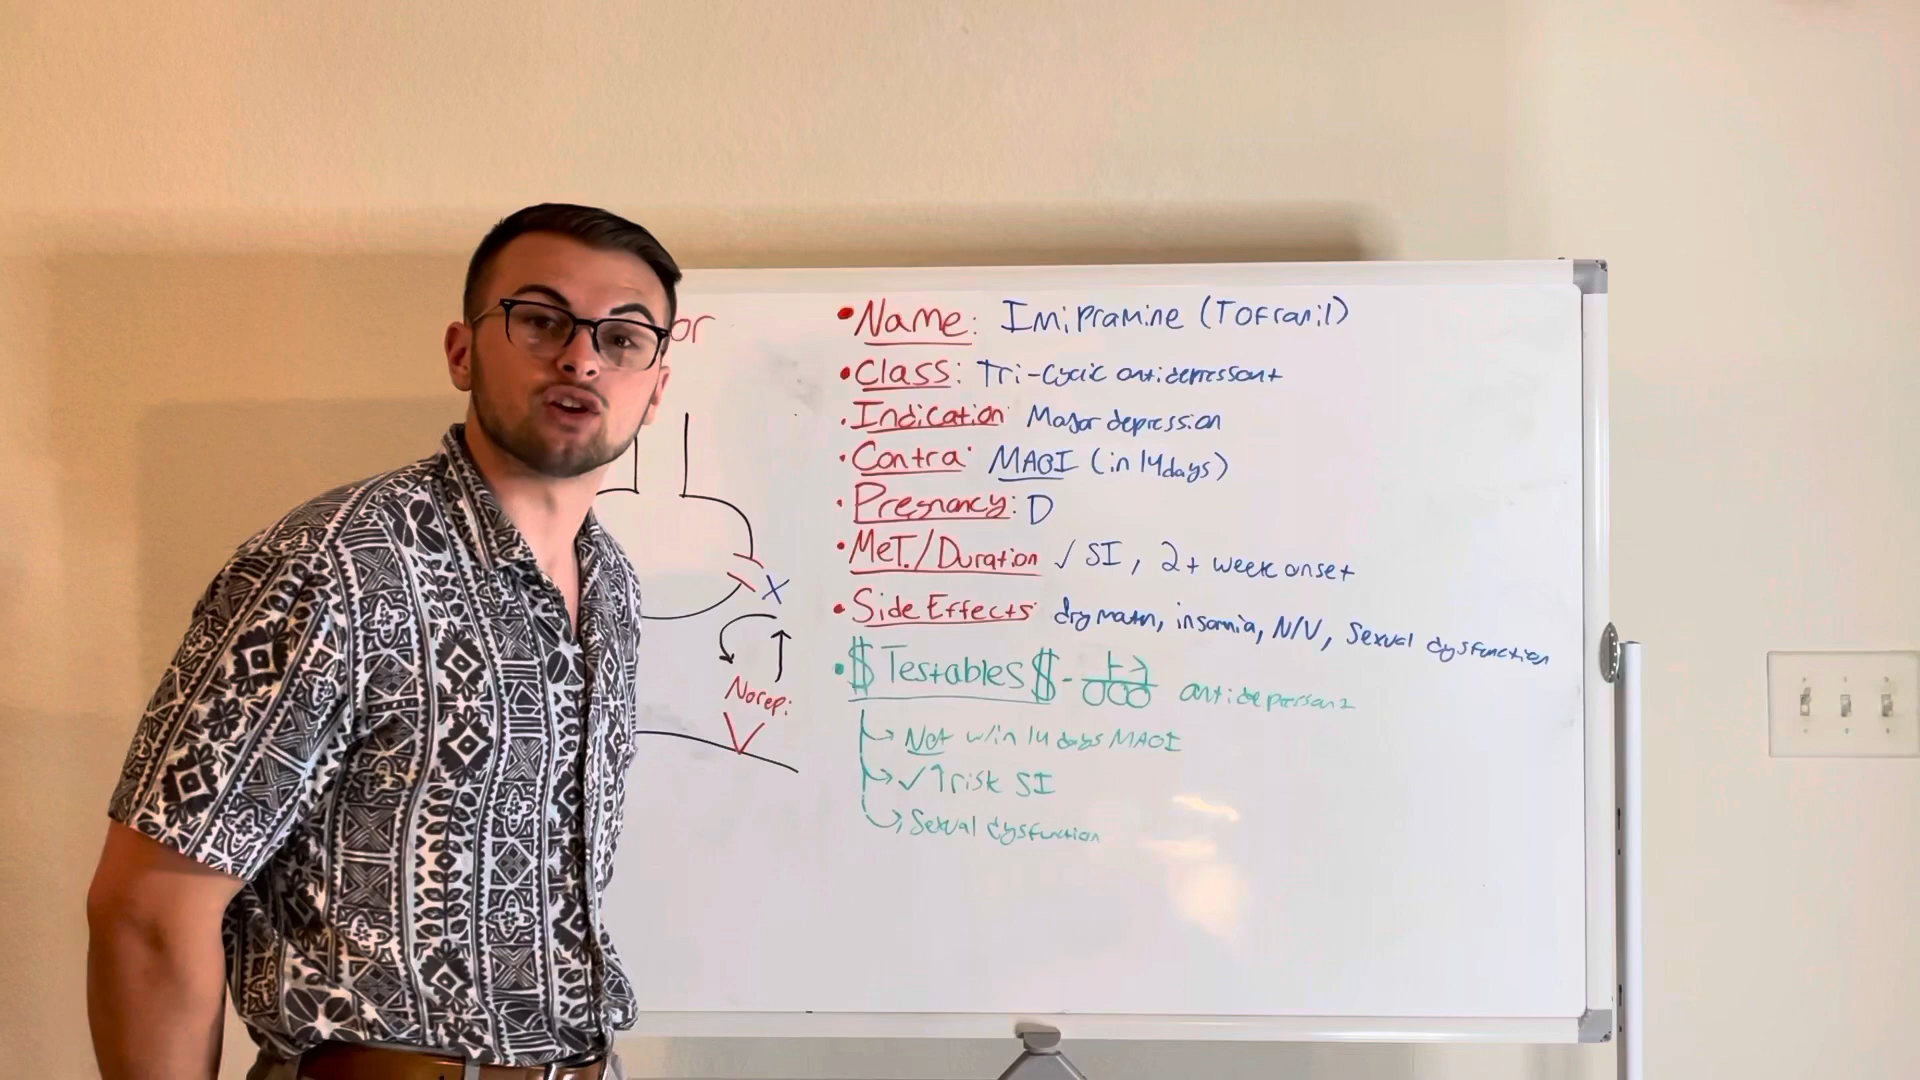 or
•Name: Imipramine (Tofranil)
•Class: Tri-cyclic antidepressant
•Indication: Major depression
•Contra: MAOI (in 14 days)
•Pregnancy: D
•MeT./Duration ✓ SI, 2+ week onset
•Side Effects: dry mouth, insomnia, N/V, Sexual dysfunction
•$Testables$ - antidepressant
→ Not w/in 14 days MAOI
→ ✓↑risk SI
→ Sexual dysfunction
X
Norepi